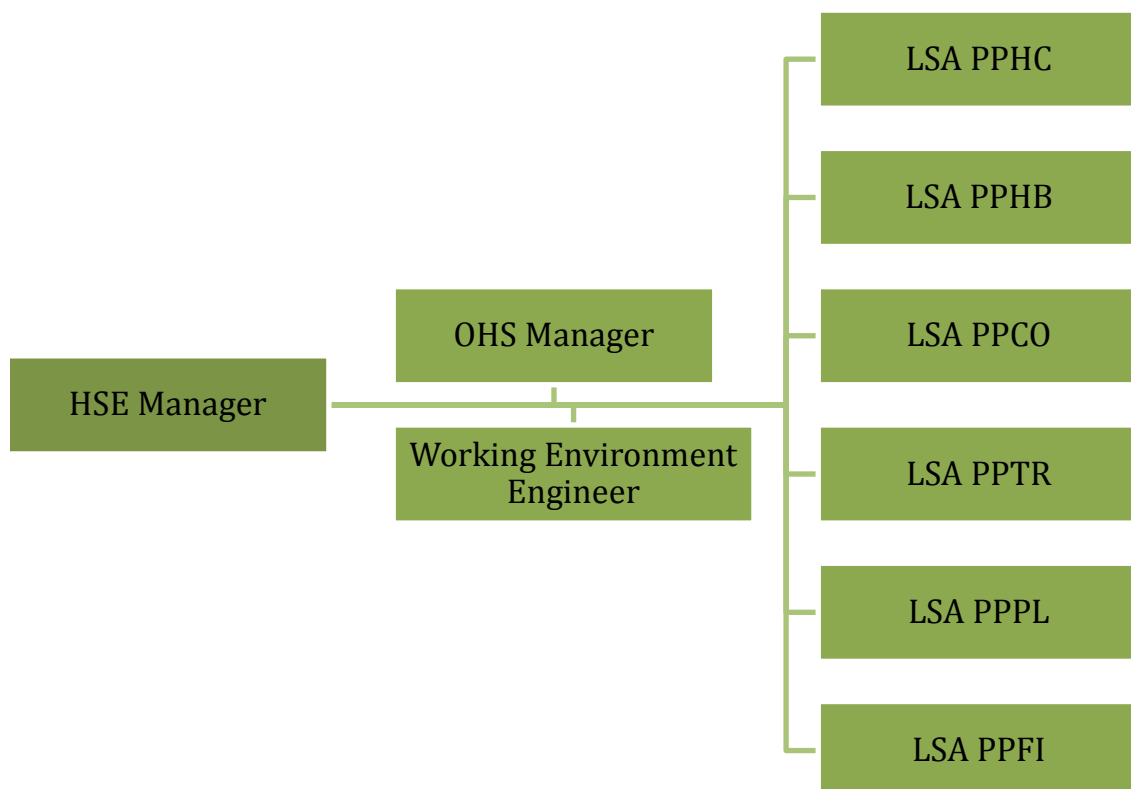 HSE Manager
OHS Manager
Working Environment
Engineer
LSA PPHC
LSA PPHB
LSA PPCO
LSA PPTR
LSA PPPL
LSA PPFI